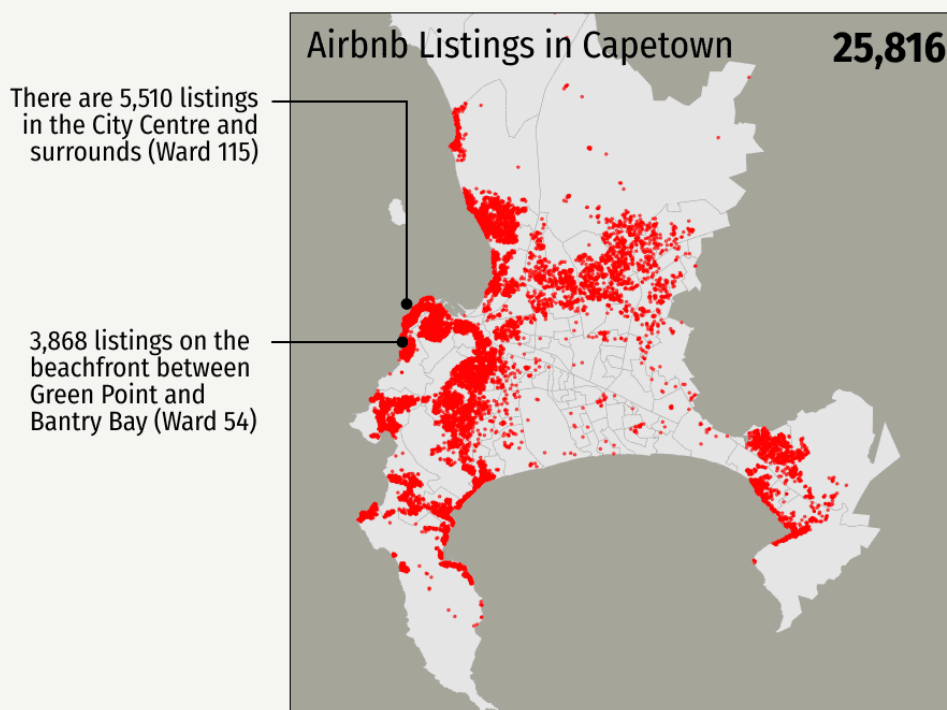 Airbnb Listings in Capetown 25,816
There are 5,510 listings
in the City Centre and
surrounds (Ward 115)
3,868 listings on the
beachfront between
Green Point and
Bantry Bay (Ward 54)